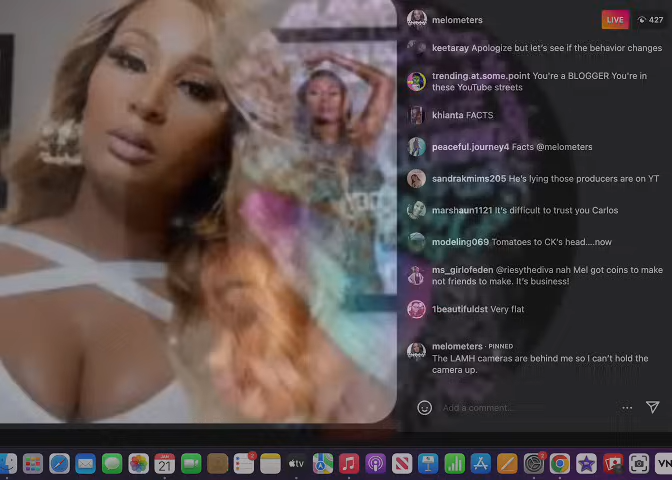 melometers
LIVE 427
keetaray Apologize but let's see if the behavior changes
trending.at.some.point You're a BLOGGER You're in
these YouTube streets
khianta FACTS
peaceful.journey4 Facts @melometers
sandrakmims205 He's lying those producers are on YT
marshaun1121 It's difficult to trust you Carlos
modeling069 Tomatoes to CK's head....now
ms_girlofeden @riesythediva nah Mel got coins to make
not friends to make. It's business!
1beautifuldst Very flat
melometers · PINNED
The LAMH cameras are behind me so I can't hold the
camera up.
Add a comment...
21
tv